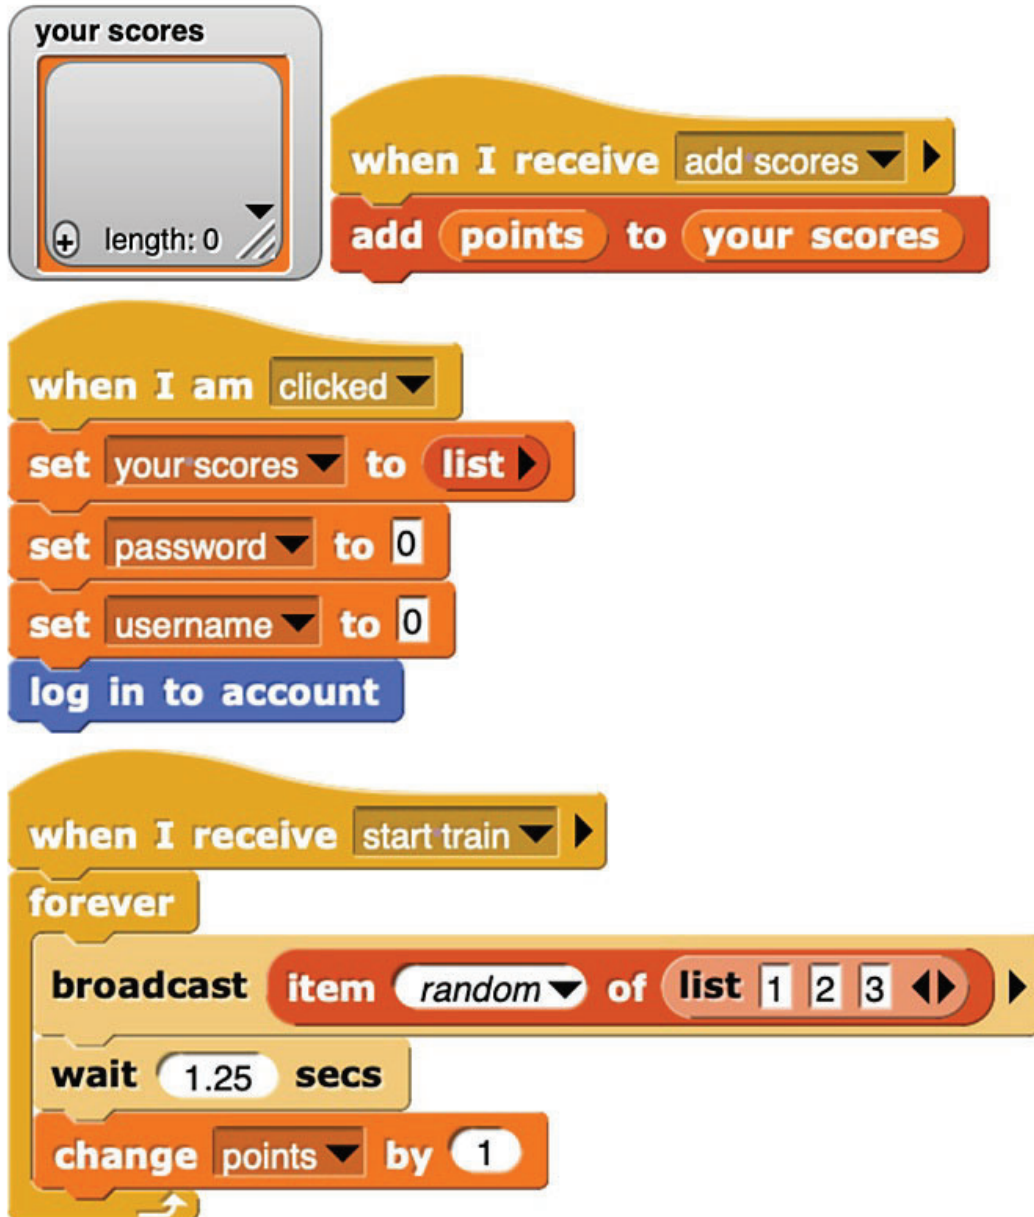 your scores
length: 0
when I receive add scores
add points to your scores
when I am clicked
set your scores to list
set password to 0
set username to 0
log in to account
when I receive start train
forever
broadcast item random of list 1 2 3
wait 1.25 secs
change points by 1